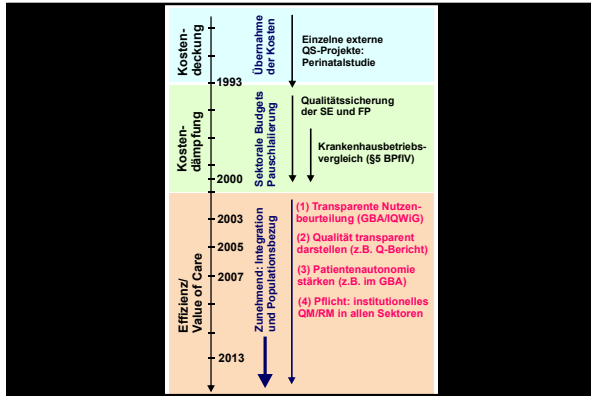 Kosten-
deckung
Übernahme
der Kosten
Einzelne externe
QS-Projekte:
Perinatalstudie
1993
Kosten-
dämpfung
Sektorale Budgets
Pauschlaiierung
Qualitätssicherung
der SE und FP
Krankenhausbetriebs-
vergleich (§5 BPflV)
2000
Effizienz/
Value of Care
2003
2005
2007
2013
Zunehmend: Integration
und Populationsbezug
(1) Transparente Nutzen-
beurteilung (GBA/IQWiG)
(2) Qualität transparent
darstellen (z.B. Q-Bericht)
(3) Patientenautonomie
stärken (z.B. im GBA)
(4) Pflicht: institutionelles
QM/RM in allen Sektoren